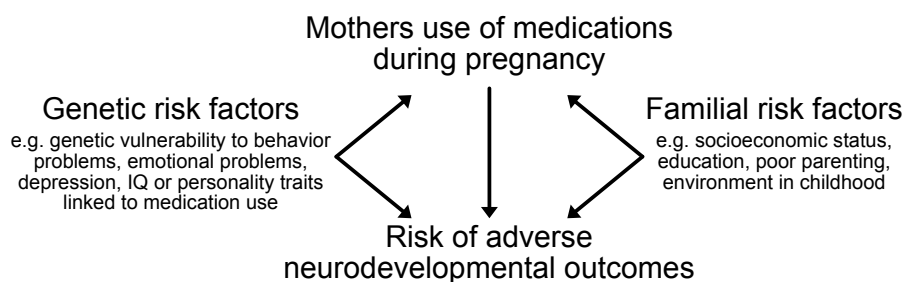 Mothers use of medications
during pregnancy
Genetic risk factors
e.g. genetic vulnerability to behavior
problems, emotional problems,
depression, IQ or personality traits
linked to medication use
Familial risk factors
e.g. socioeconomic status,
education, poor parenting,
environment in childhood
Risk of adverse
neurodevelopmental outcomes